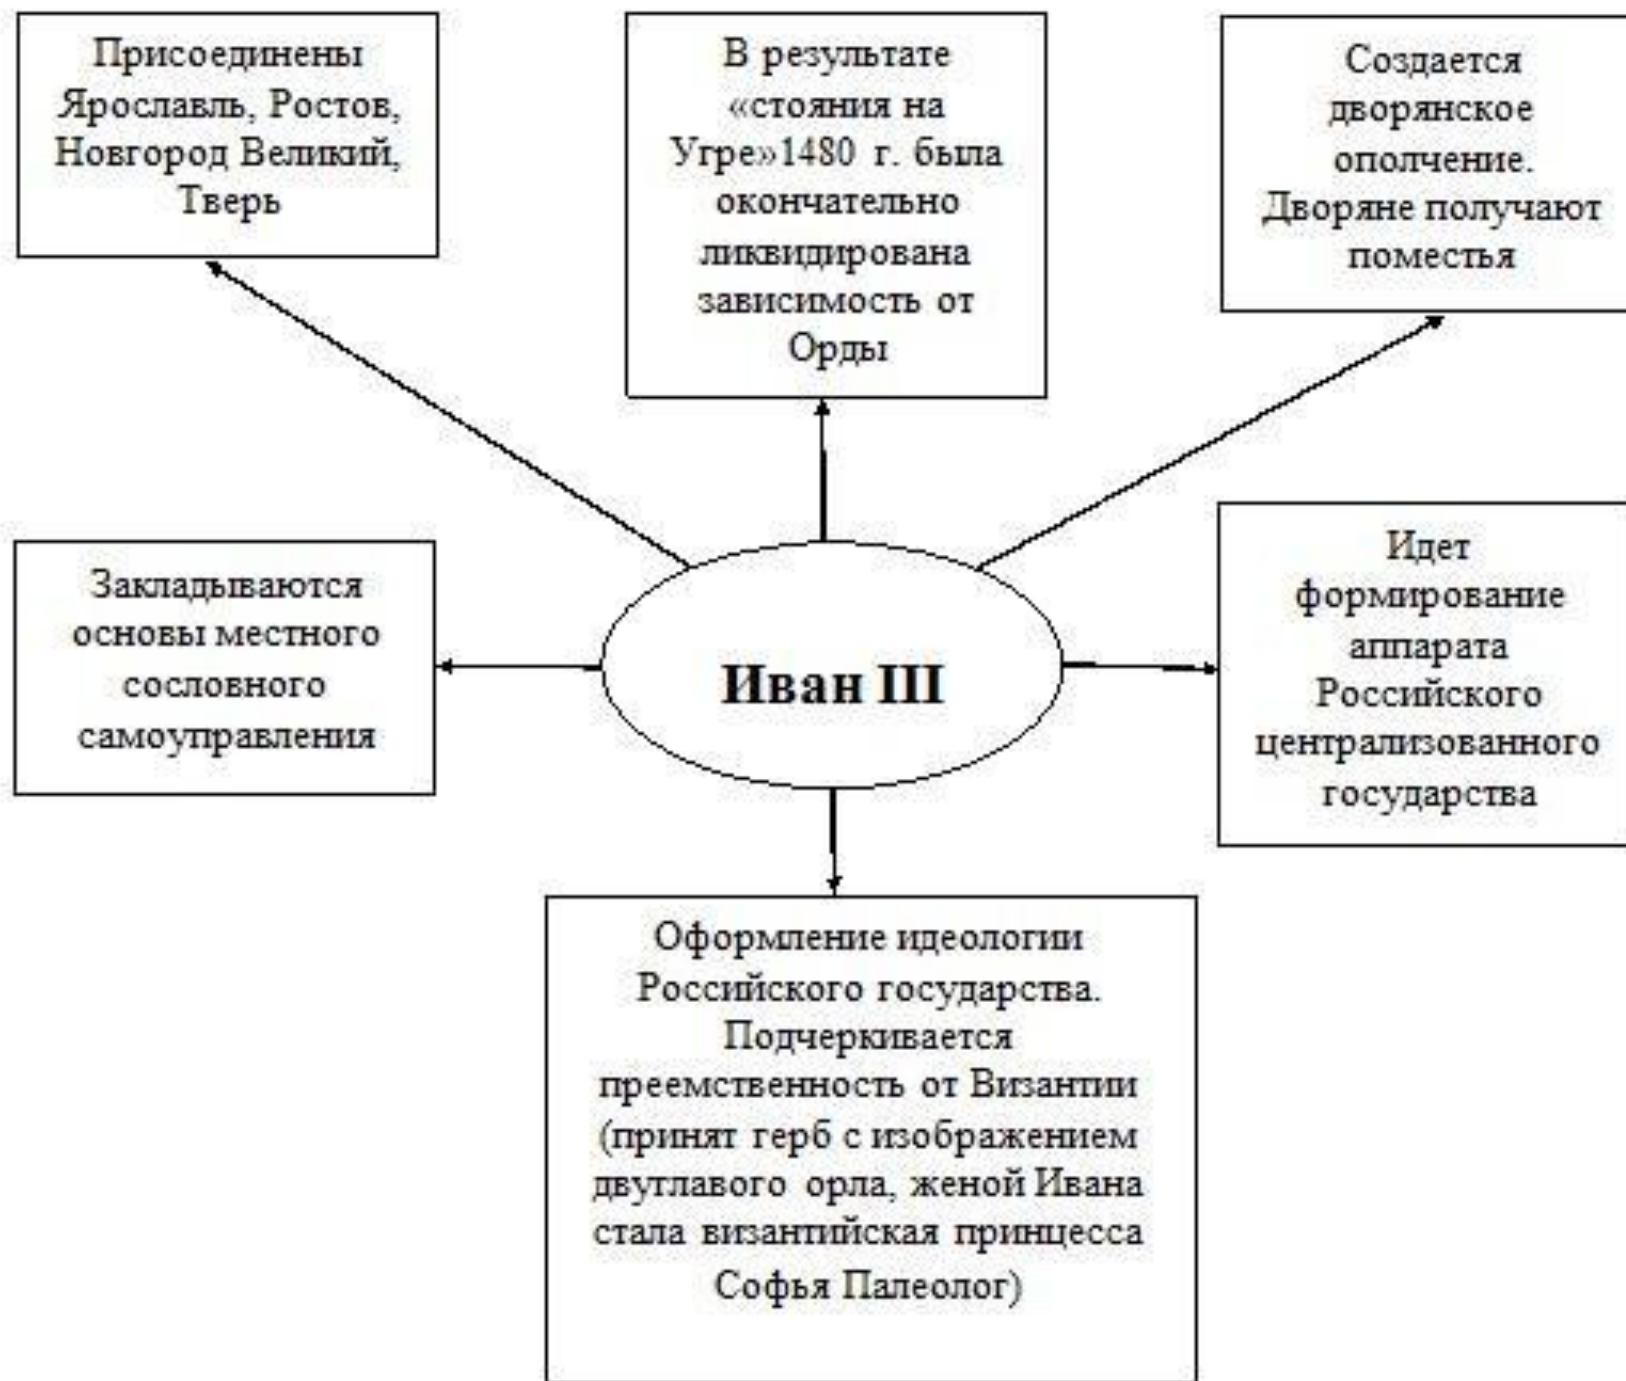 Присоединены
Ярославль, Ростов,
Новгород Великий,
Тверь
В результате
«стояния на
Угре»1480 г. была
окончательно
ликвидирована
зависимость от
Орды
Создается
дворянское
ополчение.
Дворяне получают
поместья
Закладываются
основы местного
сословного
самоуправления
Иван III
Идет
формирование
аппарата
Российского
централизованного
государства
Оформление идеологии
Российского государства.
Подчеркивается
преемственность от Византии
(принят герб с изображением
двуглавого орла, женой Ивана
стала византийская принцесса
Софья Палеолог)